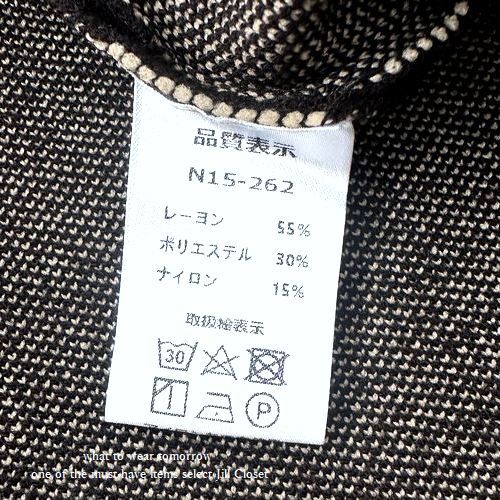 品質表示
N15-262
レーヨン 55%
ポリエステル 30%
ナイロン 15%
取扱絵表示
30
P
what to wear tomorrow
one of the must-have items select Jill Closet